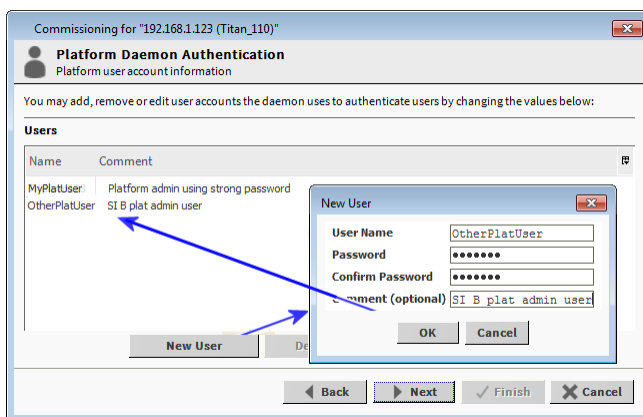 Commissioning for "192.168.1.123 (Titan_110)"
Platform Daemon Authentication
Platform user account information
You may add, remove or edit user accounts the daemon uses to authenticate users by changing the values below:
Users
Name Comment
MyPlatUser Platform admin using strong password
OtherPlatUser SI B plat admin user
New User
User Name OtherPlatUser
Password •••••••
Confirm Password •••••••
Comment (optional) SI B plat admin user
OK Cancel
New User De
Back Next Finish Cancel